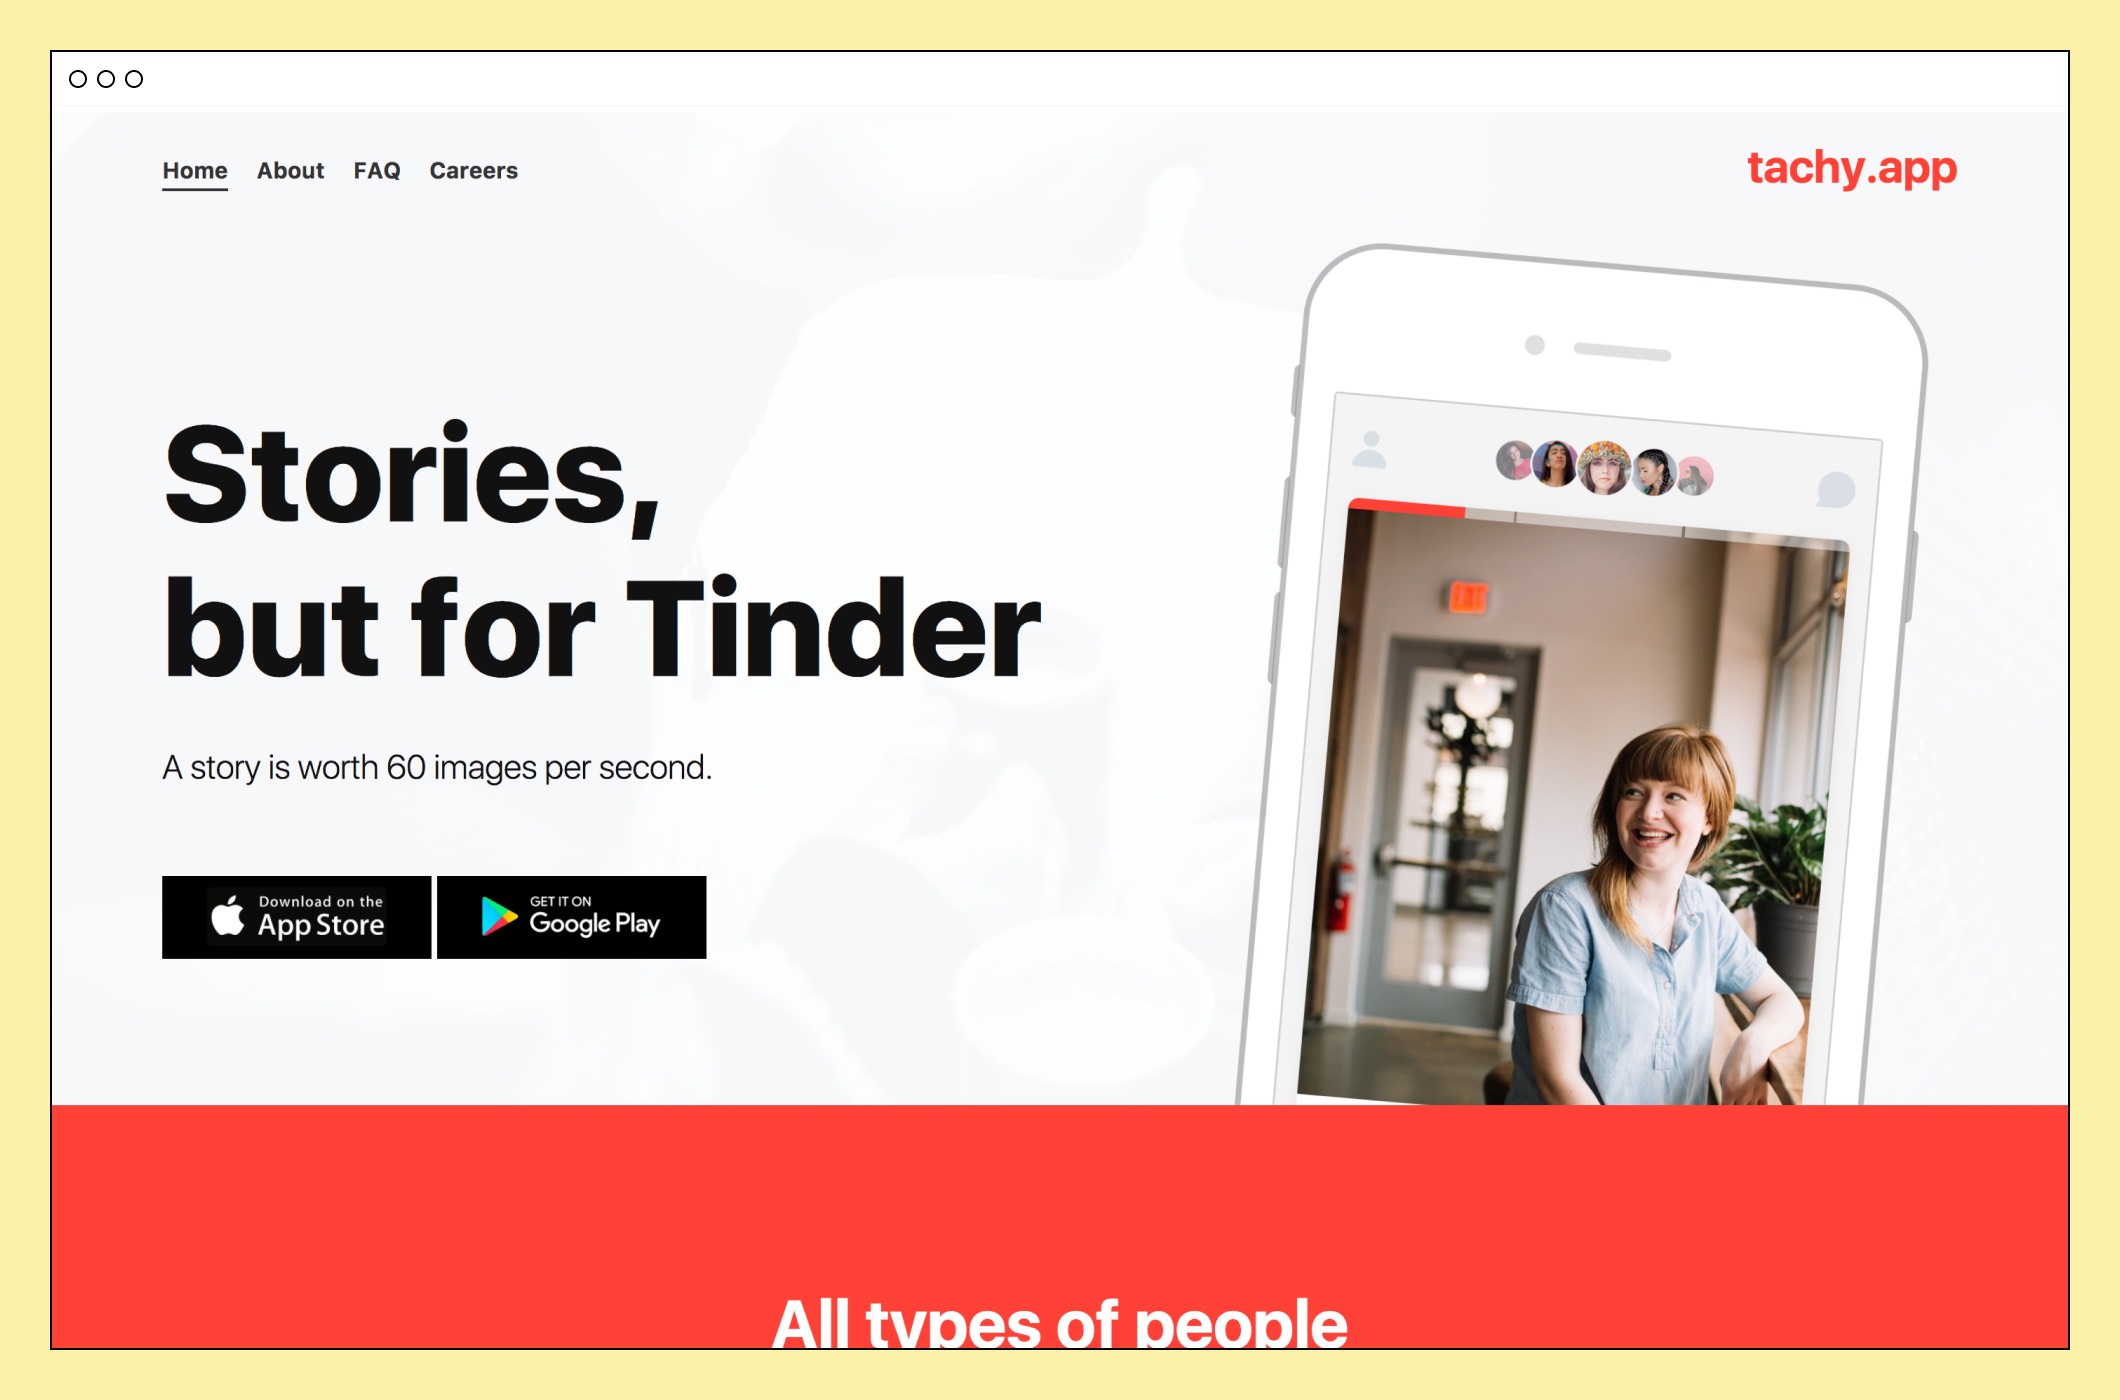 Home About FAQ Careers
tachy.app
Stories,
but for Tinder
A story is worth 60 images per second.
Download on the
App Store
GET IT ON
Google Play
EXIT
All types of people